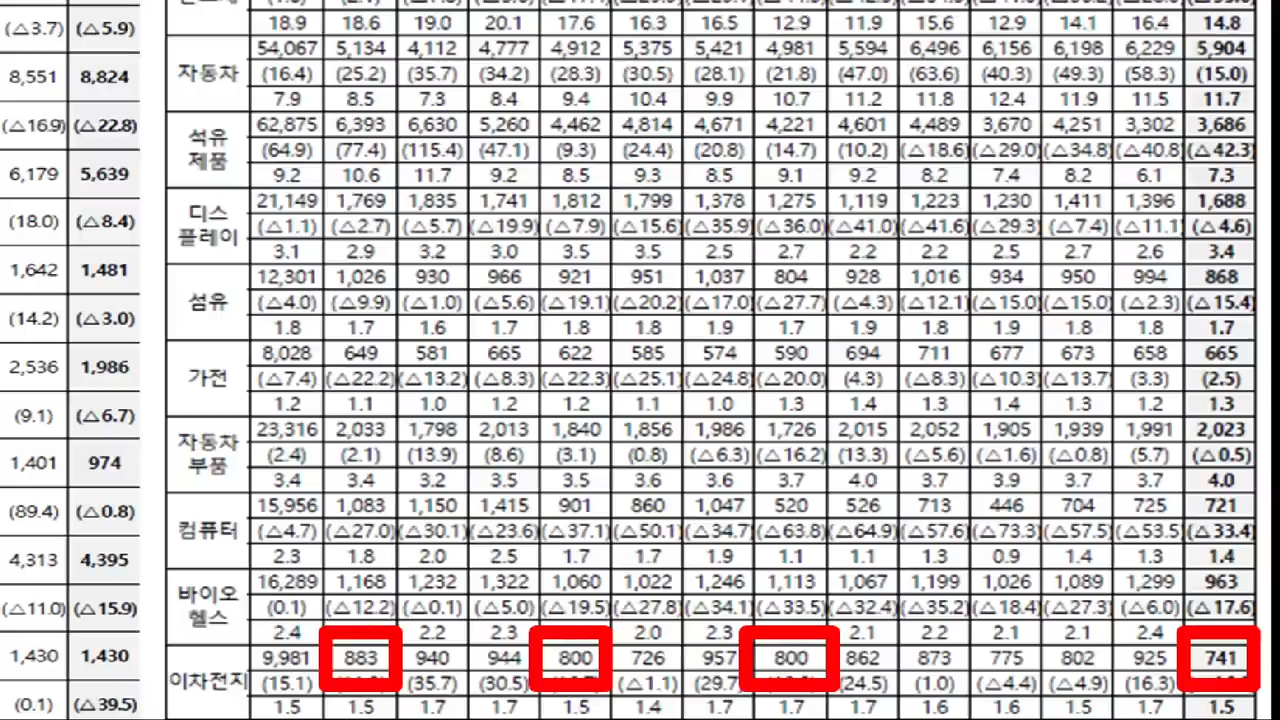 18.9 18.6 19.0 20.1 17.6 16.3 16.5 12.9 11.9 15.6 12.9 14.1 16.4 14.8
(△3.7) (△5.9)
54,067 5,134 4,112 4,777 4,912 5,375 5,421 4,981 5,594 6,496 6,156 6,198 6,229 5,904
8,551 8,824 자동차 (16.4) (25.2) (35.7) (34.2) (28.3) (30.5) (28.1) (21.8) (47.0) (63.6) (40.3) (49.3) (58.3) (15.0)
7.9 8.5 7.3 8.4 9.4 10.4 9.9 10.7 11.2 11.8 12.4 11.9 11.5 11.7
(△16.9) (△22.8) 62,875 6,393 6,630 5,260 4,462 4,814 4,671 4,221 4,601 4,489 3,670 4,251 3,302 3,686
석유
제품 (64.9) (77.4) (115.4) (47.1) (9.3) (24.4) (20.8) (14.7) (10.2) (△18.6) (△29.0) (△34.8) (△40.8) (△42.3)
6,179 5,639 9.2 10.6 11.7 9.2 8.5 9.3 8.5 9.1 9.2 8.2 7.4 8.2 6.1 7.3
21,149 1,769 1,835 1,741 1,812 1,799 1,378 1,275 1,119 1,223 1,230 1,411 1,396 1,688
디스
플레이 (△1.1) (△2.7) (△5.7) (△19.9) (△7.9) (△15.6) (△35.9) (△36.0) (△41.0) (△41.6) (△29.3) (△7.4) (△11.1) (△4.6)
(18.0) (△8.4)
3.1 2.9 3.2 3.0 3.5 3.5 2.5 2.7 2.2 2.2 2.5 2.7 2.6 3.4
1,642 1,481 12,301 1,026 930 966 921 951 1,037 804 928 1,016 934 950 994 868
섬유 (△4.0) (△9.9) (△1.0) (△5.6) (△19.1) (△20.2) (△17.0) (△27.7) (△4.3) (△12.1) (△15.0) (△15.0) (△2.3) (△15.4)
(14.2) (△3.0) 1.8 1.7 1.6 1.7 1.8 1.8 1.9 1.7 1.9 1.8 1.9 1.8 1.8 1.7
8,028 649 581 665 622 585 574 590 694 711 677 673 658 665
2,536 1,986 가전 (△7.4) (△22.2) (△13.2) (△8.3) (△22.3) (△25.1) (△24.8) (△20.0) (4.3) (△8.3) (△10.3) (△13.7) (3.3) (2.5)
1.2 1.1 1.0 1.2 1.2 1.1 1.0 1.3 1.4 1.3 1.4 1.3 1.2 1.3
(9.1) (△6.7) 23,316 2,033 1,798 2,013 1,840 1,856 1,986 1,726 2,015 2,052 1,905 1,939 1,991 2,023
자동차
부품 (2.4) (2.1) (13.9) (8.6) (3.1) (0.8) (△6.3) (△16.2) (13.3) (△5.6) (△1.6) (△0.8) (5.7) (△0.5)
1,401 974 3.4 3.4 3.2 3.5 3.5 3.6 3.6 3.7 4.0 3.7 3.9 3.7 3.7 4.0
15,956 1,083 1,150 1,415 901 860 1,047 520 526 713 446 704 725 721
(89.4) (△0.8) 컴퓨터 (△4.7) (△27.0) (△30.1) (△23.6) (△37.1) (△50.1) (△34.7) (△63.8) (△64.9) (△57.6) (△73.3) (△57.5) (△53.5) (△33.4)
4,313 4,395 2.3 1.8 2.0 2.5 1.7 1.7 1.9 1.1 1.1 1.3 0.9 1.4 1.3 1.4
16,289 1,168 1,232 1,322 1,060 1,022 1,246 1,113 1,067 1,199 1,026 1,089 1,299 963
바이오
헬스 (0.1) (△12.2) (△0.1) (△5.0) (△19.5) (△27.8) (△34.1) (△33.5) (△32.4) (△35.2) (△18.4) (△27.3) (△6.0) (△17.6)
(△11.0) (△15.9)
2.4 2.2 2.3 2.0 2.3 2.1 2.2 2.1 2.1 2.4
1,430 1,430 9,981 883 940 944 800 726 957 800 862 873 775 802 925 741
이차전지 (15.1) (35.7) (30.5) (△1.1) (29.7) (24.5) (1.0) (△4.4) (△4.9) (16.3)
(0.1) (△39.5) 1.5 1.5 1.7 1.7 1.5 1.4 1.7 1.7 1.7 1.6 1.6 1.5 1.7 1.5